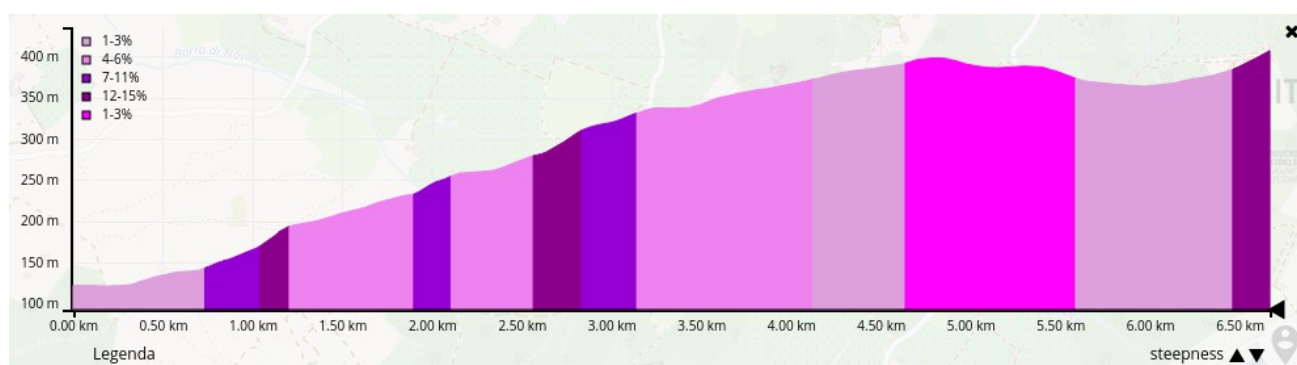 400 m
350 m
300 m
250 m
200 m
150 m
100 m
1-3%
4-6%
7-11%
12-15%
1-3%
0.00 km 0.50 km 1.00 km 1.50 km 2.00 km 2.50 km 3.00 km 3.50 km 4.00 km 4.50 km 5.00 km 5.50 km 6.00 km 6.50 km
Legenda
steepness ▲▼
IT